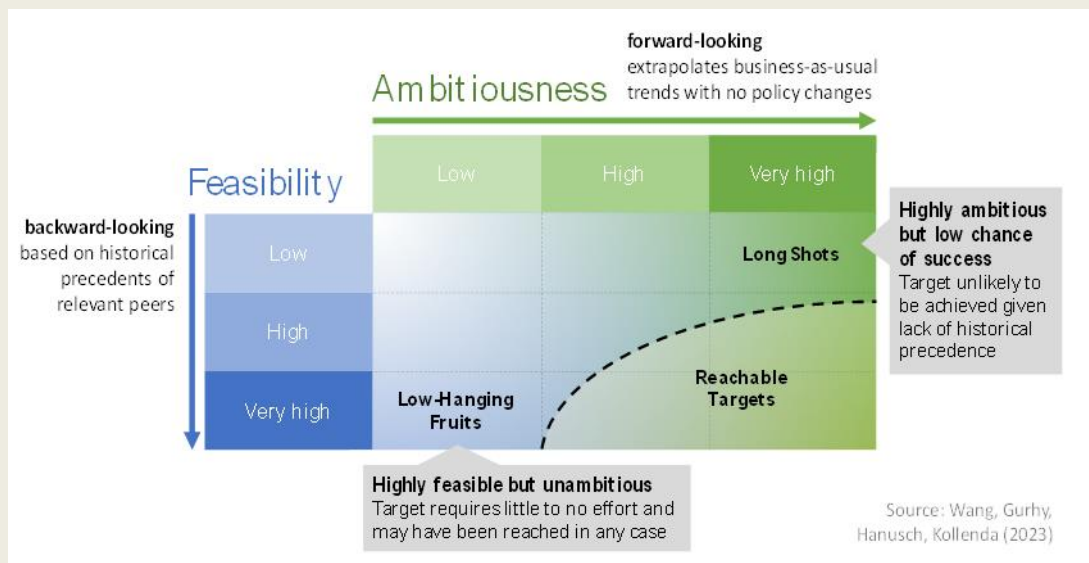 forward-looking
extrapolates business-as-usual
trends with no policy changes
Ambitiousness
Feasibility
Low
High
Very high
backward-looking
based on historical
precedents of
relevant peers
Low
High
Very high
Long Shots
Reachable
Targets
Low-Hanging
Fruits
Highly ambitious
but low chance
of success
Target unlikely to
be achieved given
lack of historical
precedence
Highly feasible but unambitious
Target requires little to no effort and
may have been reached in any case
Source: Wang, Gurhy,
Hanusch, Kollenda (2023)